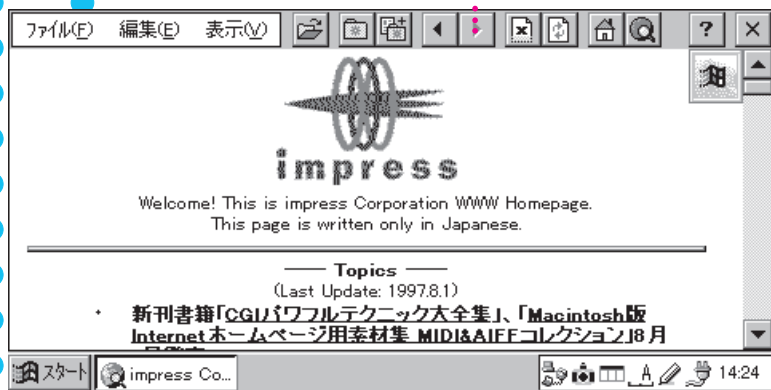 ファイル(F) 編集(E) 表示(V) ? ×
impress
Welcome! This is impress Corporation WWW Homepage.
This page is written only in Japanese.
Topics
(Last Update: 1997.8.1)
・ 新刊書籍「CGIパワフルテクニック大全集」、「Macintosh版
Internetホームページ用素材集 MIDI&AIFFコレクション」8月
スタート impress Co... A 14:24